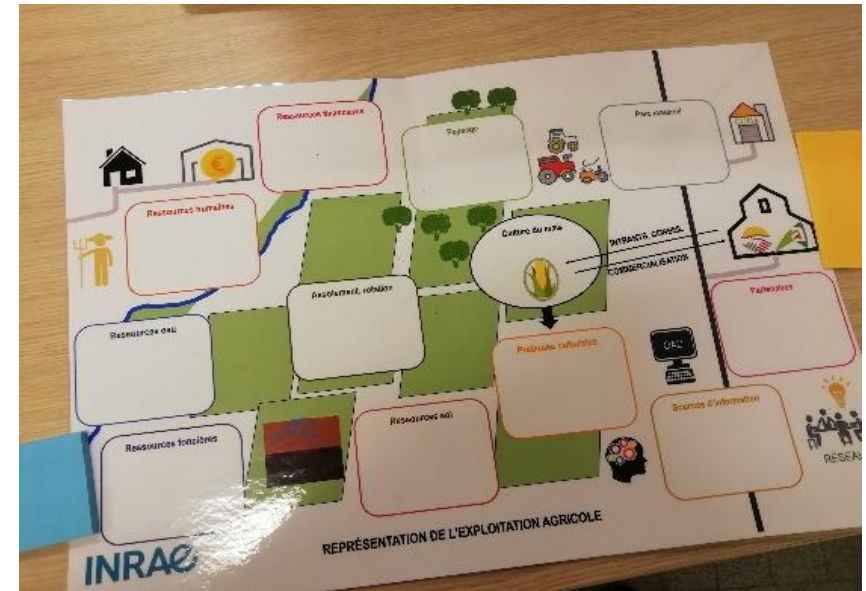 Ressources financières
Paysage
Parc matériel
CUMA
Ressources humaines
Culture du maïs
INTRANTS, CONSEIL
COMMERCIALISATION
Assolement, rotation
Partenaires
Ressources eau
Pratiques culturales
Ressources sol
Sources d'information
Ressources foncières
RÉSEAU
REPRÉSENTATION DE L'EXPLOITATION AGRICOLE
INRAE